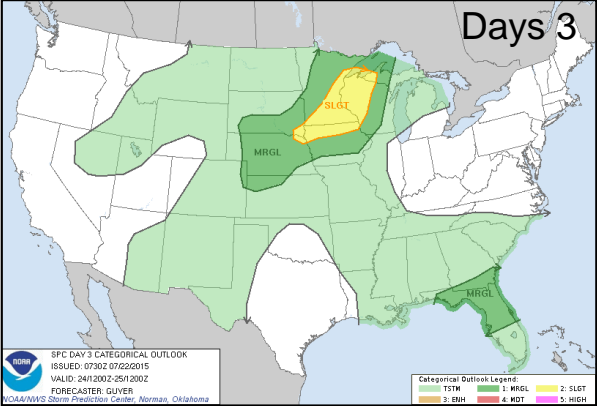 Days 3
SLGT
MRGL
MRGL
SPC DAY 3 CATEGORICAL OUTLOOK
ISSUED: 0730Z 07/22/2015
VALID: 24/1200Z-25/1200Z
FORECASTER: GUYER
NOAA/NWS Storm Prediction Center, Norman, Oklahoma
NOAA
Categorical Outlook Legend:
TSTM 1: MRGL 2: SLGT
3: ENH 4: MDT 5: HIGH